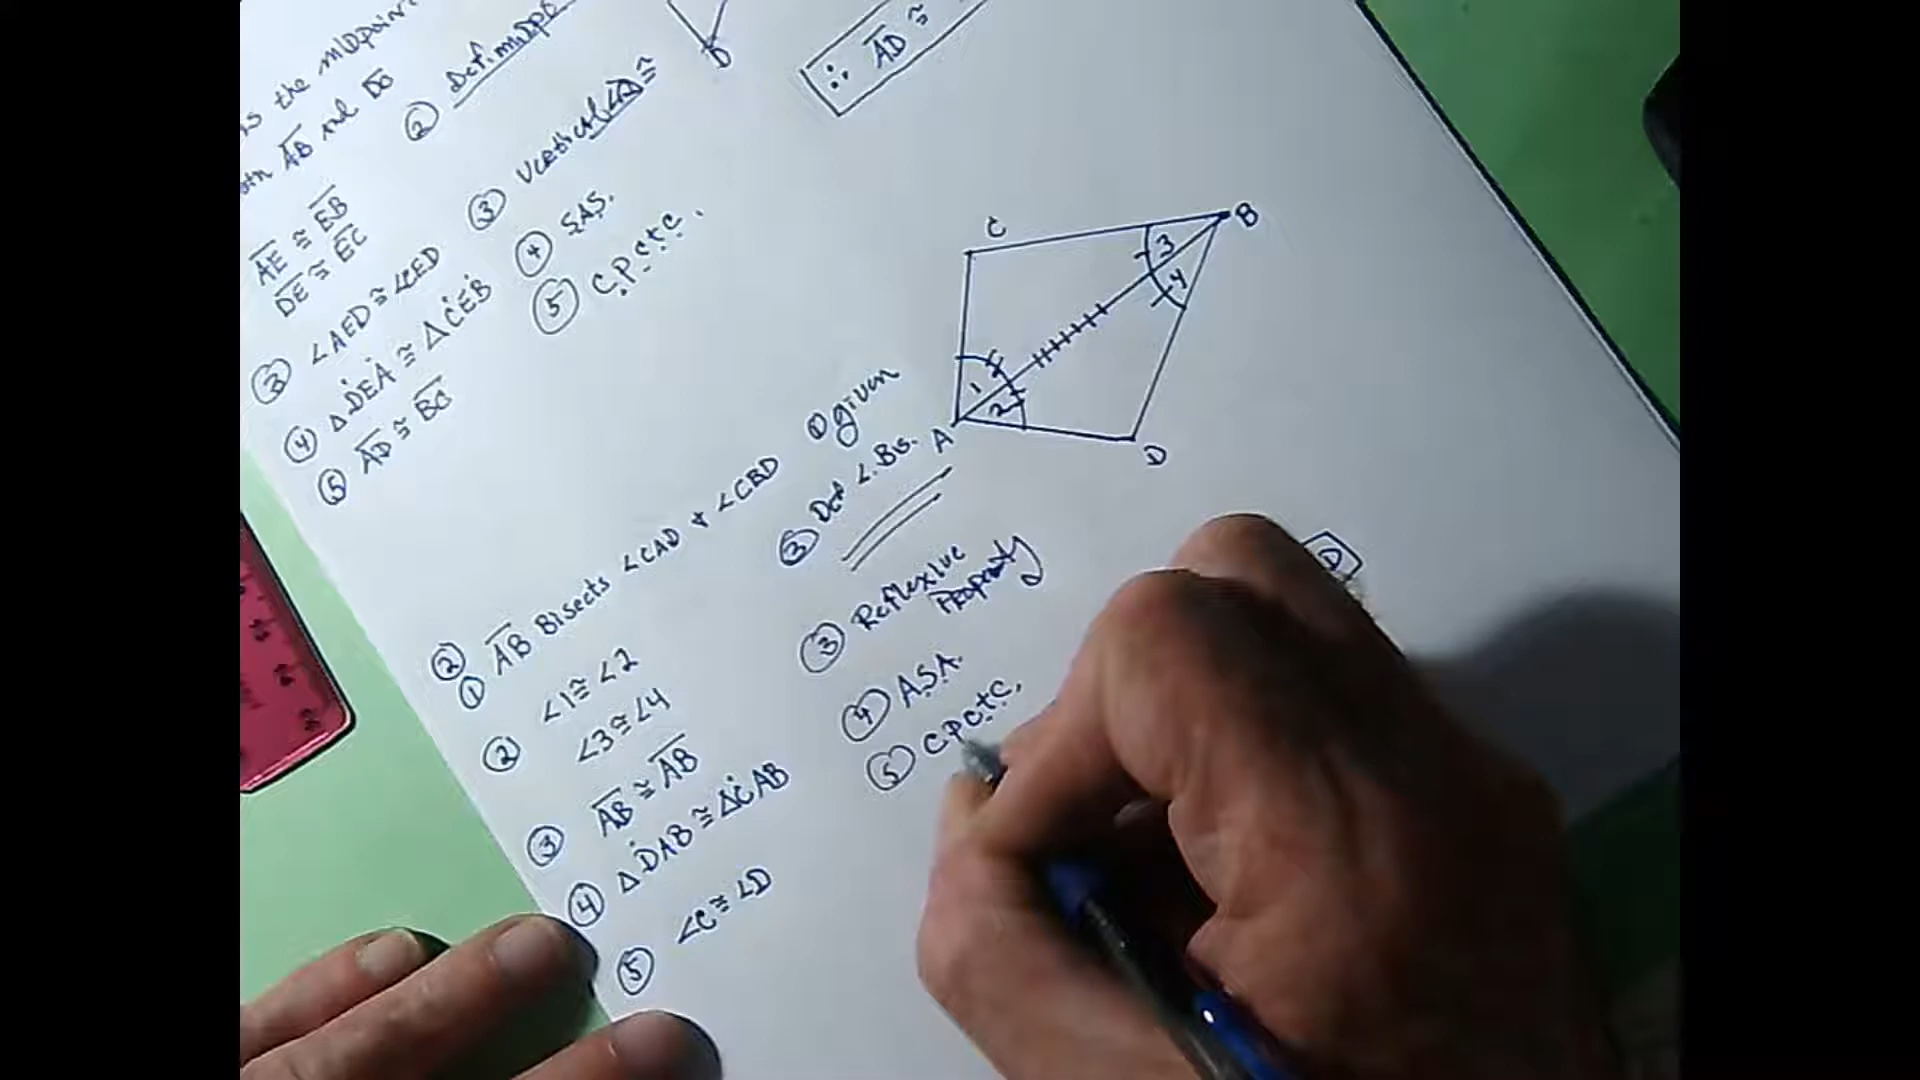 is the midpoint
AB and DC
② Def. midpt
AE ≅ EB
DE ≅ EC
③ Vertical ∠s ≅
③ ∠AED ≅ ∠CED
④ S.A.S.
④ △DEA ≅ △CEB
⑤ C.P.C.t.C.
⑤ AD ≅ BC
D
∴ AD ≅
C
B
3
4
1
2
A
D
②
① AB Bisects ∠CAD + ∠CBD
① given
② ∠1 ≅ ∠2
∠3 ≅ ∠4
③ Def ∠. Bis.
③ AB ≅ AB
③ Reflexive
Property
④ △DAB ≅ △CAB
④ A.S.A.
⑤ ∠C ≅ ∠D
⑤ C.P.C.t.C.